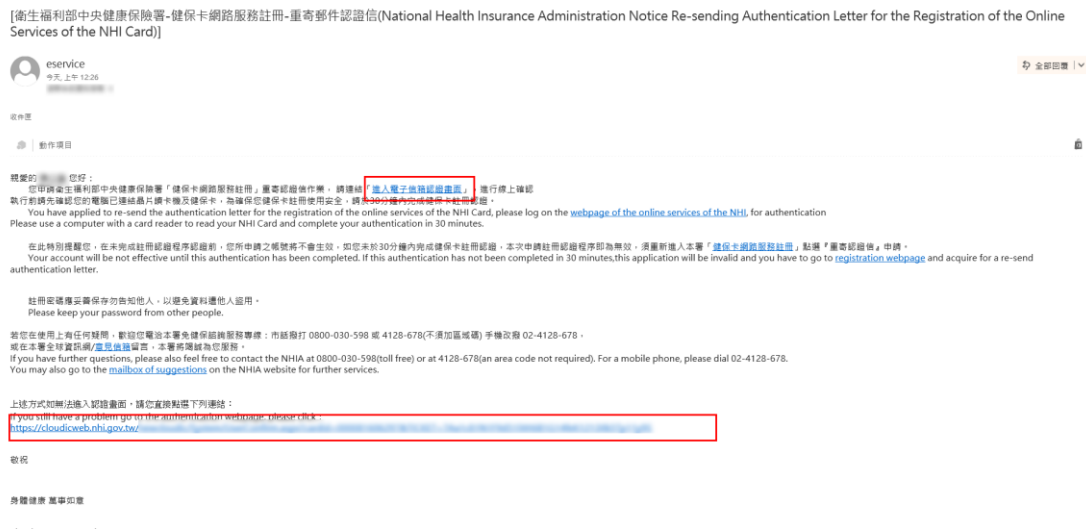 [衛生福利部中央健康保險署-健保卡網路服務註冊-重寄郵件認證信(National Health Insurance Administration Notice Re-sending Authentication Letter for the Registration of the Online
Services of the NHI Card)]
eservice
今天, 上午 12:26
全部回覆
收件匣
動作項目
親愛的 您好：
您申請衛生福利部中央健康保險署「健保卡網路服務註冊」重寄認證信作業， 請連結「進入電子信箱認證畫面」，進行線上確認
執行前請先確認您的電腦已連結晶片讀卡機及健保卡，為確保您健保卡註冊使用安全，請於30分鐘內完成健保卡註冊認證。
You have applied to re-send the authentication letter for the registration of the online services of the NHI Card, please log on the webpage of the online services of the NHI, for authentication
Please use a computer with a card reader to read your NHI Card and complete your authentication in 30 minutes.
在此特別提醒您，在未完成註冊認證程序認證前，您所申請之帳號將不會生效，如您未於30分鐘內完成健保卡註冊認證，本次申請註冊認證程序即為無效，須重新進入本署「健保卡網路服務註冊」點選『重寄認證信』申請。
Your account will be not effective until this authentication has been completed. If this authentication has not been completed in 30 minutes,this application will be invalid and you have to go to registration webpage and acquire for a re-send
authentication letter.
註冊密碼應妥善保存勿告知他人，以避免資料遭他人盜用。
Please keep your password from other people.
若您在使用上有任何疑問，歡迎您電洽本署免健保諮詢服務專線：市話撥打 0800-030-598 或 4128-678(不須加區域碼) 手機改撥 02-4128-678，
或在本署全球資訊網/意見信箱留言，本署將竭誠為您服務。
If you have further questions, please also feel free to contact the NHIA at 0800-030-598(toll free) or at 4128-678(an area code not required). For a mobile phone, please dial 02-4128-678.
You may also go to the mailbox of suggestions on the NHIA website for further services.
上述方式如無法進入認證畫面，請您直接點選下列連結：
If you still have a problem go to the authentication webpage, please click :
https://cloudicweb.nhi.gov.tw/
敬祝
身體健康 萬事如意